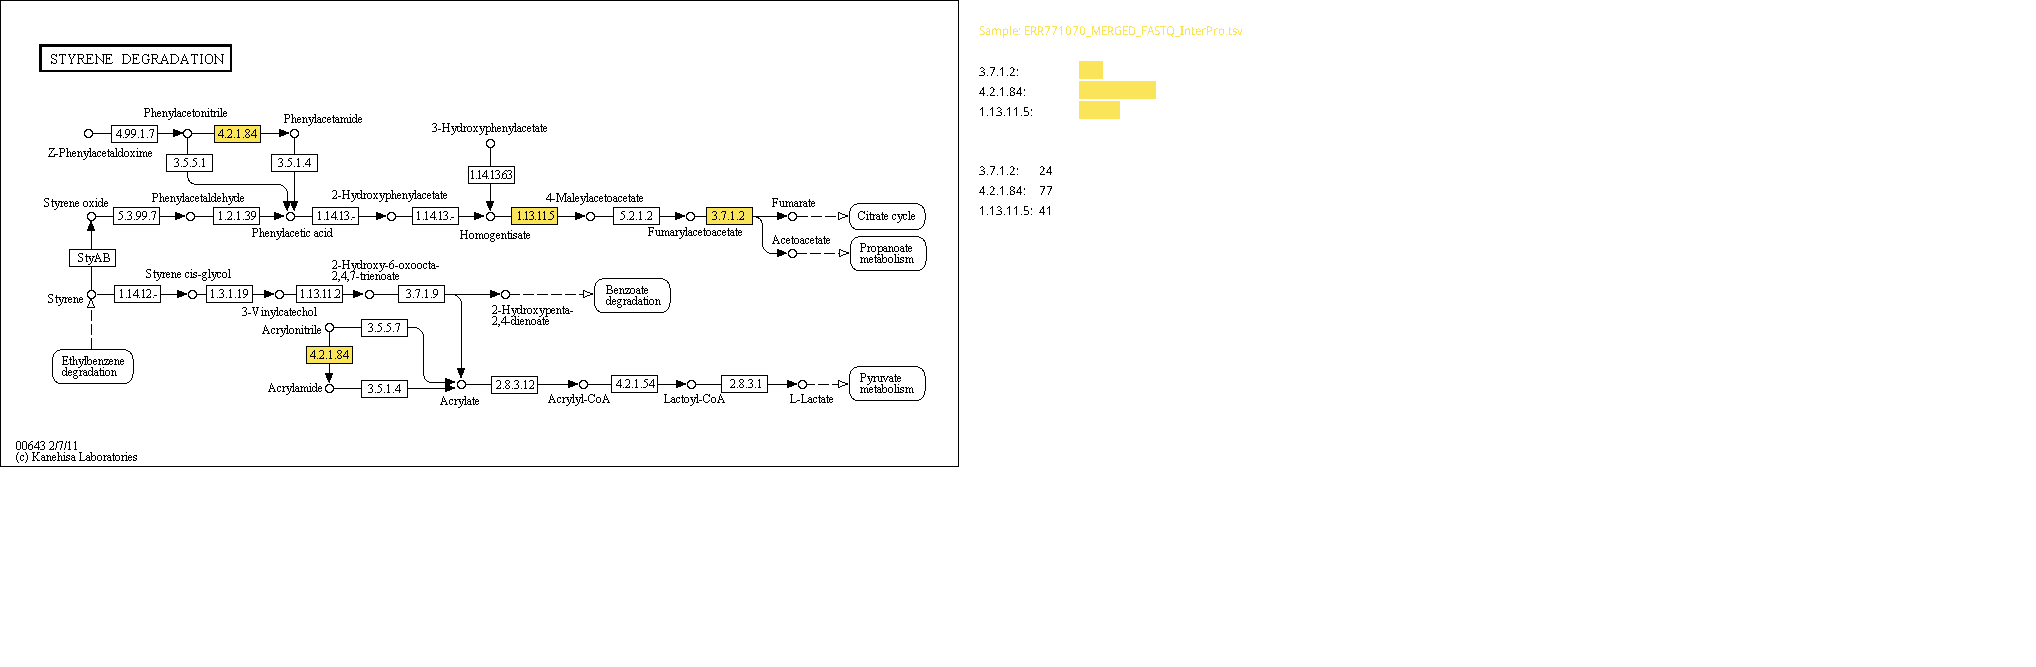 STYRENE DEGRADATION
Sample: ERR771070_MERGED_FASTQ_InterPro.tsv
3.7.1.2:
4.2.1.84:
1.13.11.5:
3.7.1.2: 24
4.2.1.84: 77
1.13.11.5: 41
Phenylacetonitrile
Phenylacetamide
4.99.1.7
4.2.1.84
3-Hydroxyphenylacetate
Z-Phenylacetaldoxime
3.5.5.1
3.5.1.4
1.14.13.63
Styrene oxide
Phenylacetaldehyde
2-Hydroxyphenylacetate
4-Maleylacetoacetate
Fumarate
5.3.99.7
1.2.1.39
1.14.13.-
1.14.13.-
1.13.11.5
5.2.1.2
3.7.1.2
Citrate cycle
Phenylacetic acid
Homogentisate
Fumarylacetoacetate
Acetoacetate
Propanoate
metabolism
StyAB
Styrene cis-glycol
2-Hydroxy-6-oxoocta-
2,4,7-trienoate
Styrene
1.14.12.-
1.3.1.19
1.13.11.2
3.7.1.9
Benzoate
degradation
3-Vinylcatechol
2-Hydroxypenta-
2,4-dienoate
Acrylonitrile
3.5.5.7
4.2.1.84
Ethylbenzene
degradation
Acrylamide
3.5.1.4
2.8.3.12
4.2.1.54
2.8.3.1
Pyruvate
metabolism
Acrylate
Acrylyl-CoA
Lactoyl-CoA
L-Lactate
00643 2/7/11
(c) Kanehisa Laboratories